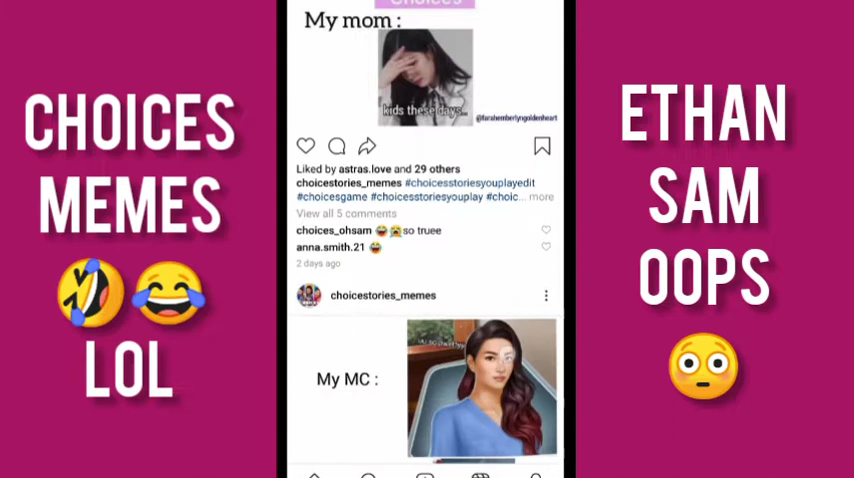 CHOICES
MEMES
🤣😂
LOL
Choices
My mom :
kids these days..
@farahemberlyngoldenheart
Liked by astras.love and 29 others
choicestories_memes #choicesstoriesyouplayedit
#choicesgame #choicesstoriesyouplay #choic... more
View all 5 comments
choices_ohsam 😂😭so truee
anna.smith.21 😂
2 days ago
choicestories_memes
My MC :
ETHAN
SAM
OOPS
😳